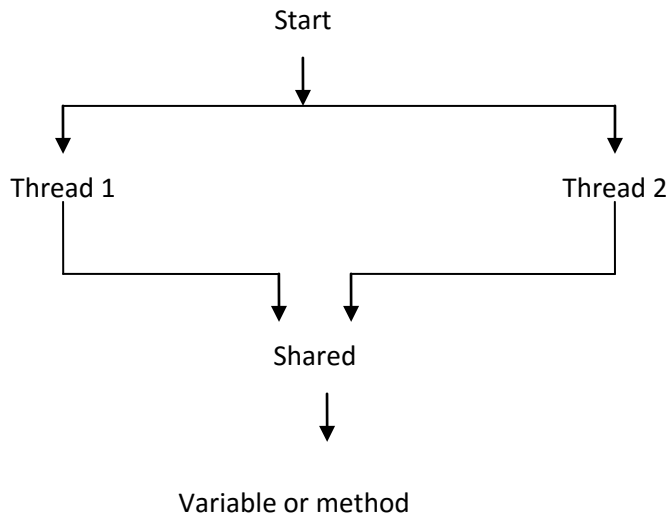 Start
Thread 1
Thread 2
Shared
Variable or method